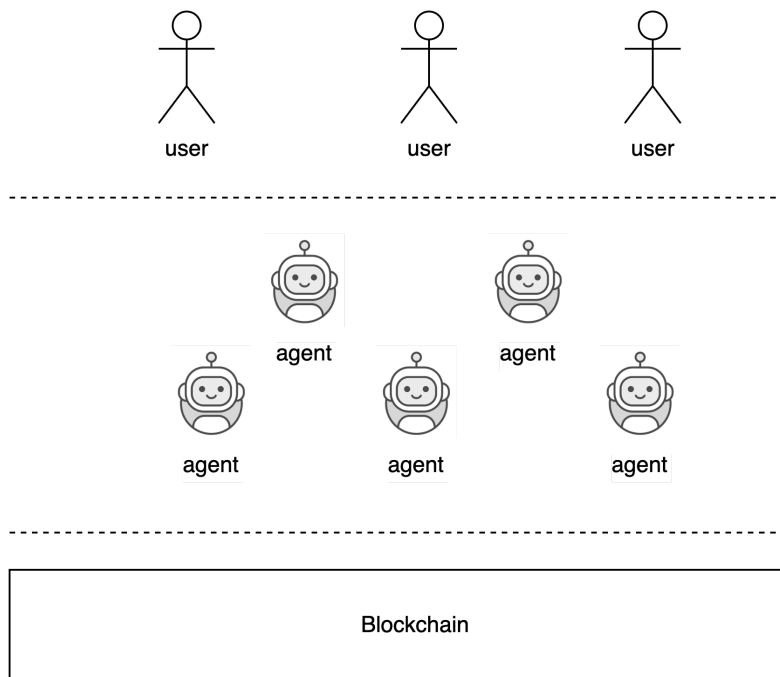 user
user
user
agent
agent
agent
agent
agent
Blockchain